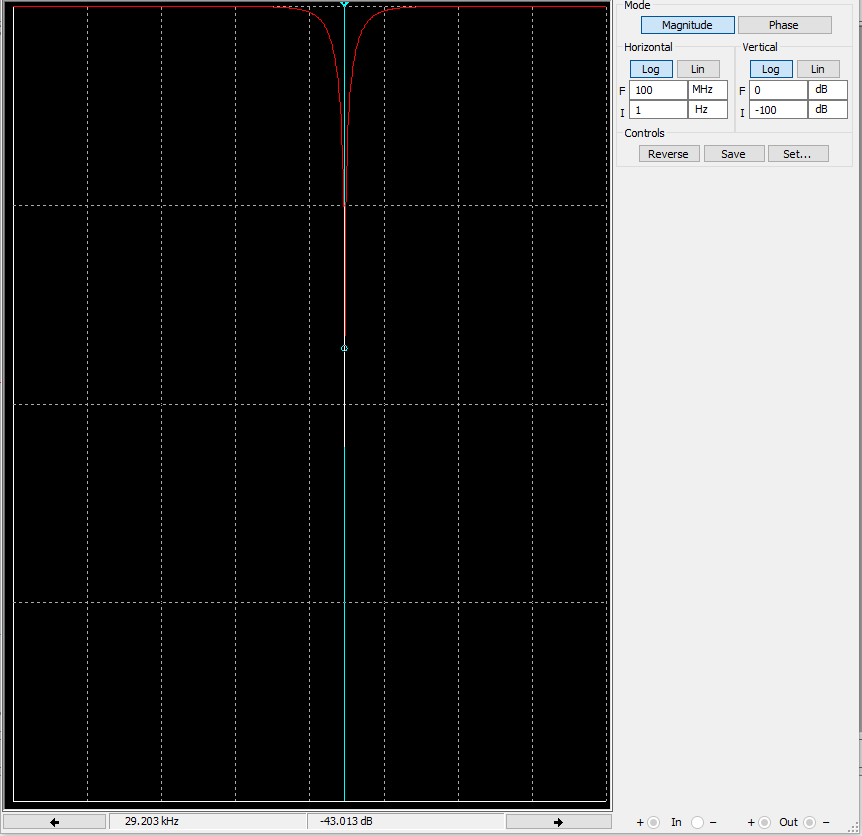 Mode
Magnitude Phase
Horizontal Vertical
Log Lin Log Lin
F 100 MHz F 0 dB
I 1 Hz I -100 dB
Controls
Reverse Save Set...
29.203 kHz -43.013 dB + In − + Out −